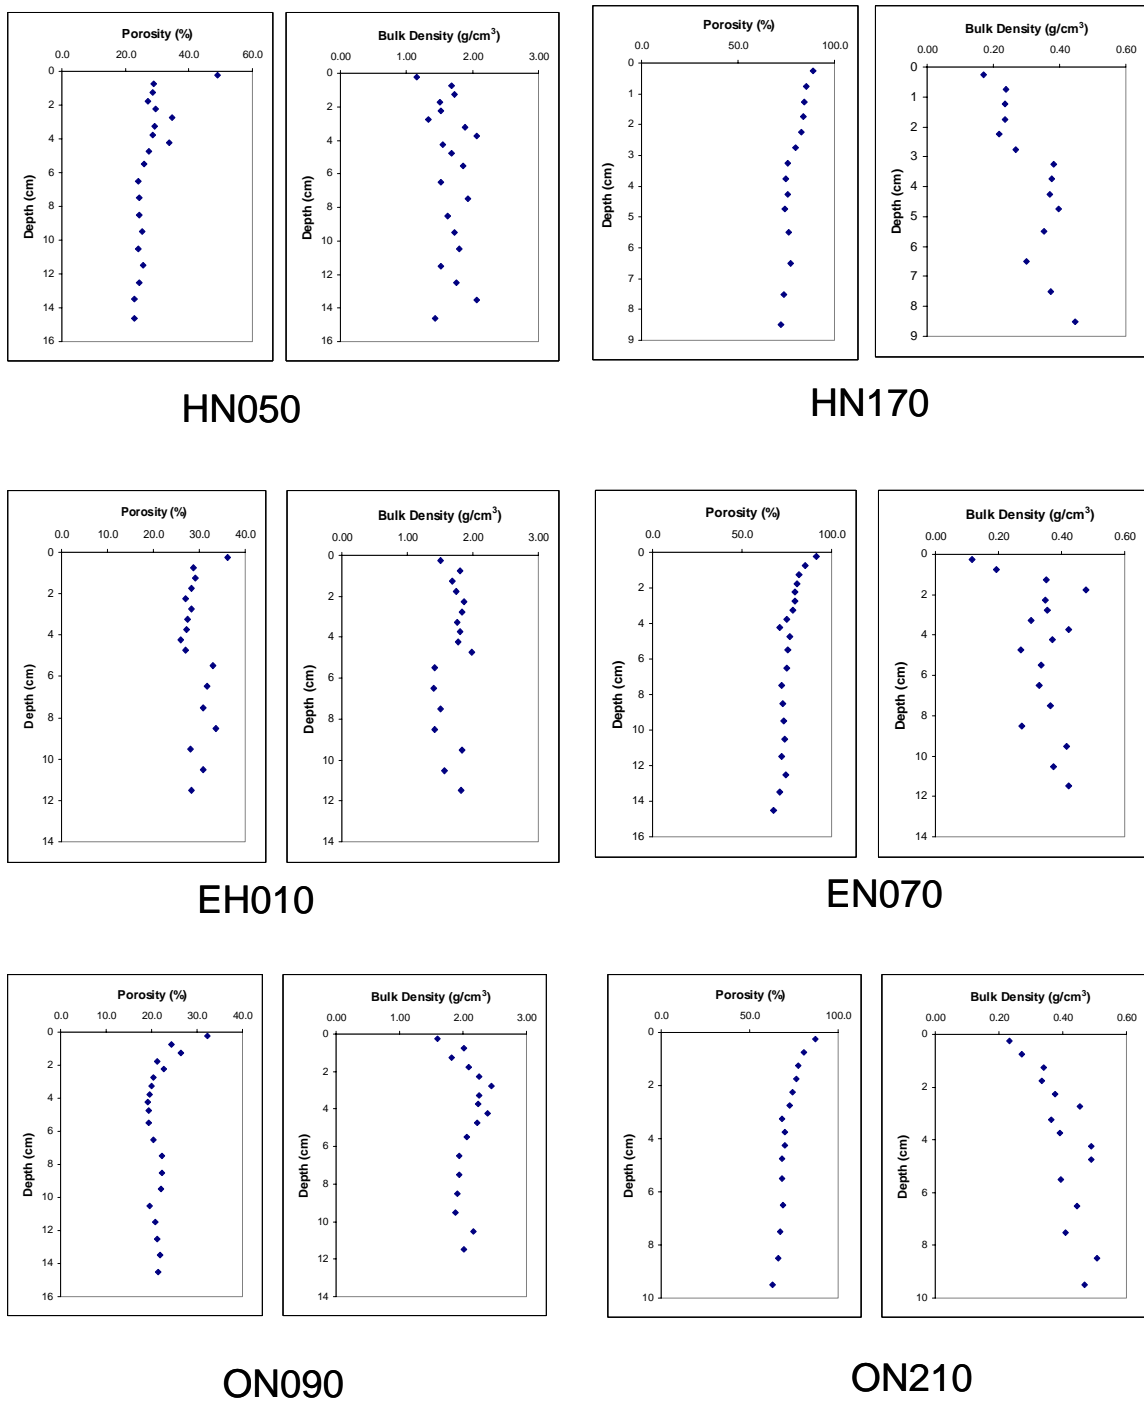 Porosity (%)
0.0 20.0 40.0 60.0
0
2
4
6
8
10
12
14
16
Depth (cm)
Bulk Density (g/cm³)
0.00 1.00 2.00 3.00
0
2
4
6
8
10
12
14
16
Depth (cm)
HN050
Porosity (%)
0.0 50.0 100.0
0
1
2
3
4
5
6
7
8
9
Depth (cm)
Bulk Density (g/cm³)
0.00 0.20 0.40 0.60
0
1
2
3
4
5
6
7
8
9
Depth (cm)
HN170
Porosity (%)
0.0 10.0 20.0 30.0 40.0
0
2
4
6
8
10
12
14
Depth (cm)
Bulk Density (g/cm³)
0.00 1.00 2.00 3.00
0
2
4
6
8
10
12
14
Depth (cm)
EH010
Porosity (%)
0.0 50.0 100.0
0
2
4
6
8
10
12
14
16
Depth (cm)
Bulk Density (g/cm³)
0.00 0.20 0.40 0.60
0
2
4
6
8
10
12
14
Depth (cm)
EN070
Porosity (%)
0.0 10.0 20.0 30.0 40.0
0
2
4
6
8
10
12
14
16
Depth (cm)
Bulk Density (g/cm³)
0.00 1.00 2.00 3.00
0
2
4
6
8
10
12
14
Depth (cm)
ON090
Porosity (%)
0.0 50.0 100.0
0
2
4
6
8
10
Depth (cm)
Bulk Density (g/cm³)
0.00 0.20 0.40 0.60
0
2
4
6
8
10
Depth (cm)
ON210